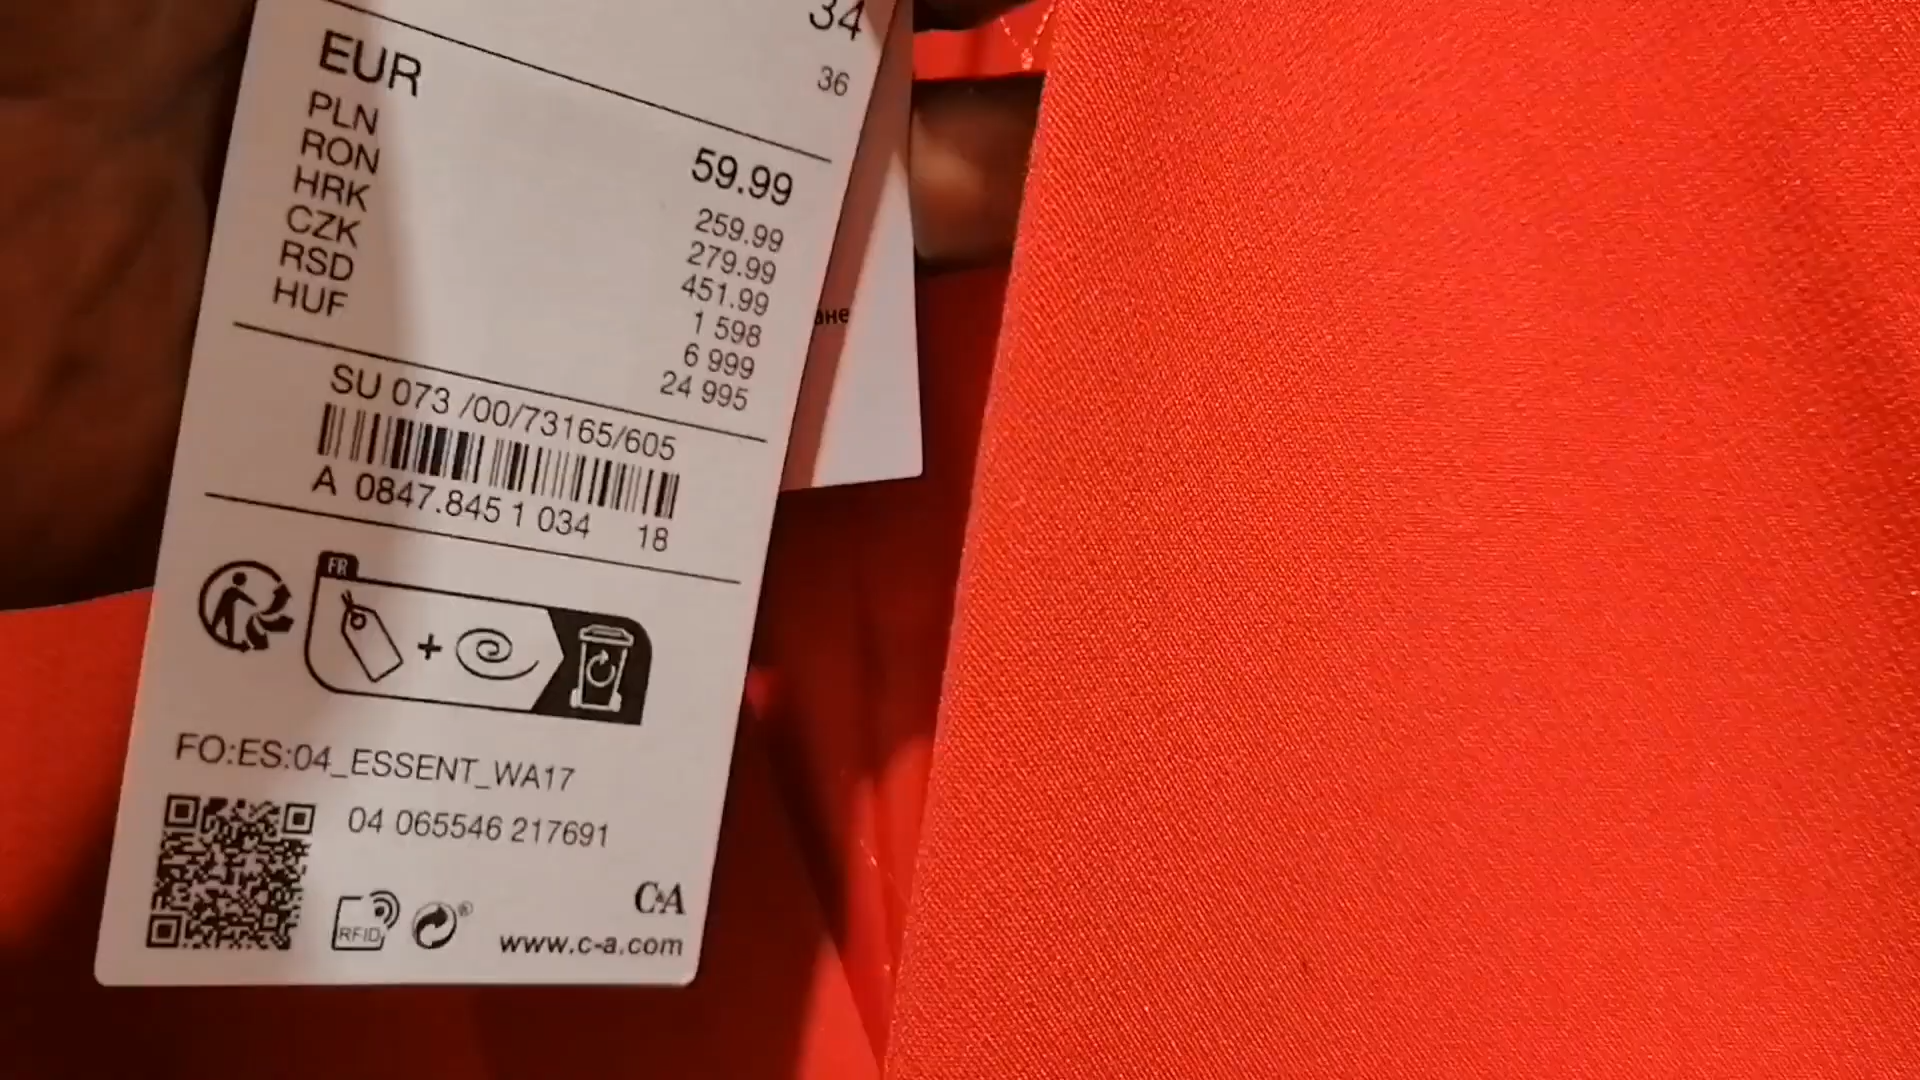 34
36
EUR 59.99
PLN 259.99
RON 279.99
HRK 451.99
CZK 1 598
RSD 6 999
HUF 24 995
SU 073 /00/73165/605
A 0847.845 1 034 18
FR
FO:ES:04_ESSENT_WA17
04 065546 217691
RFID
C&A
www.c-a.com